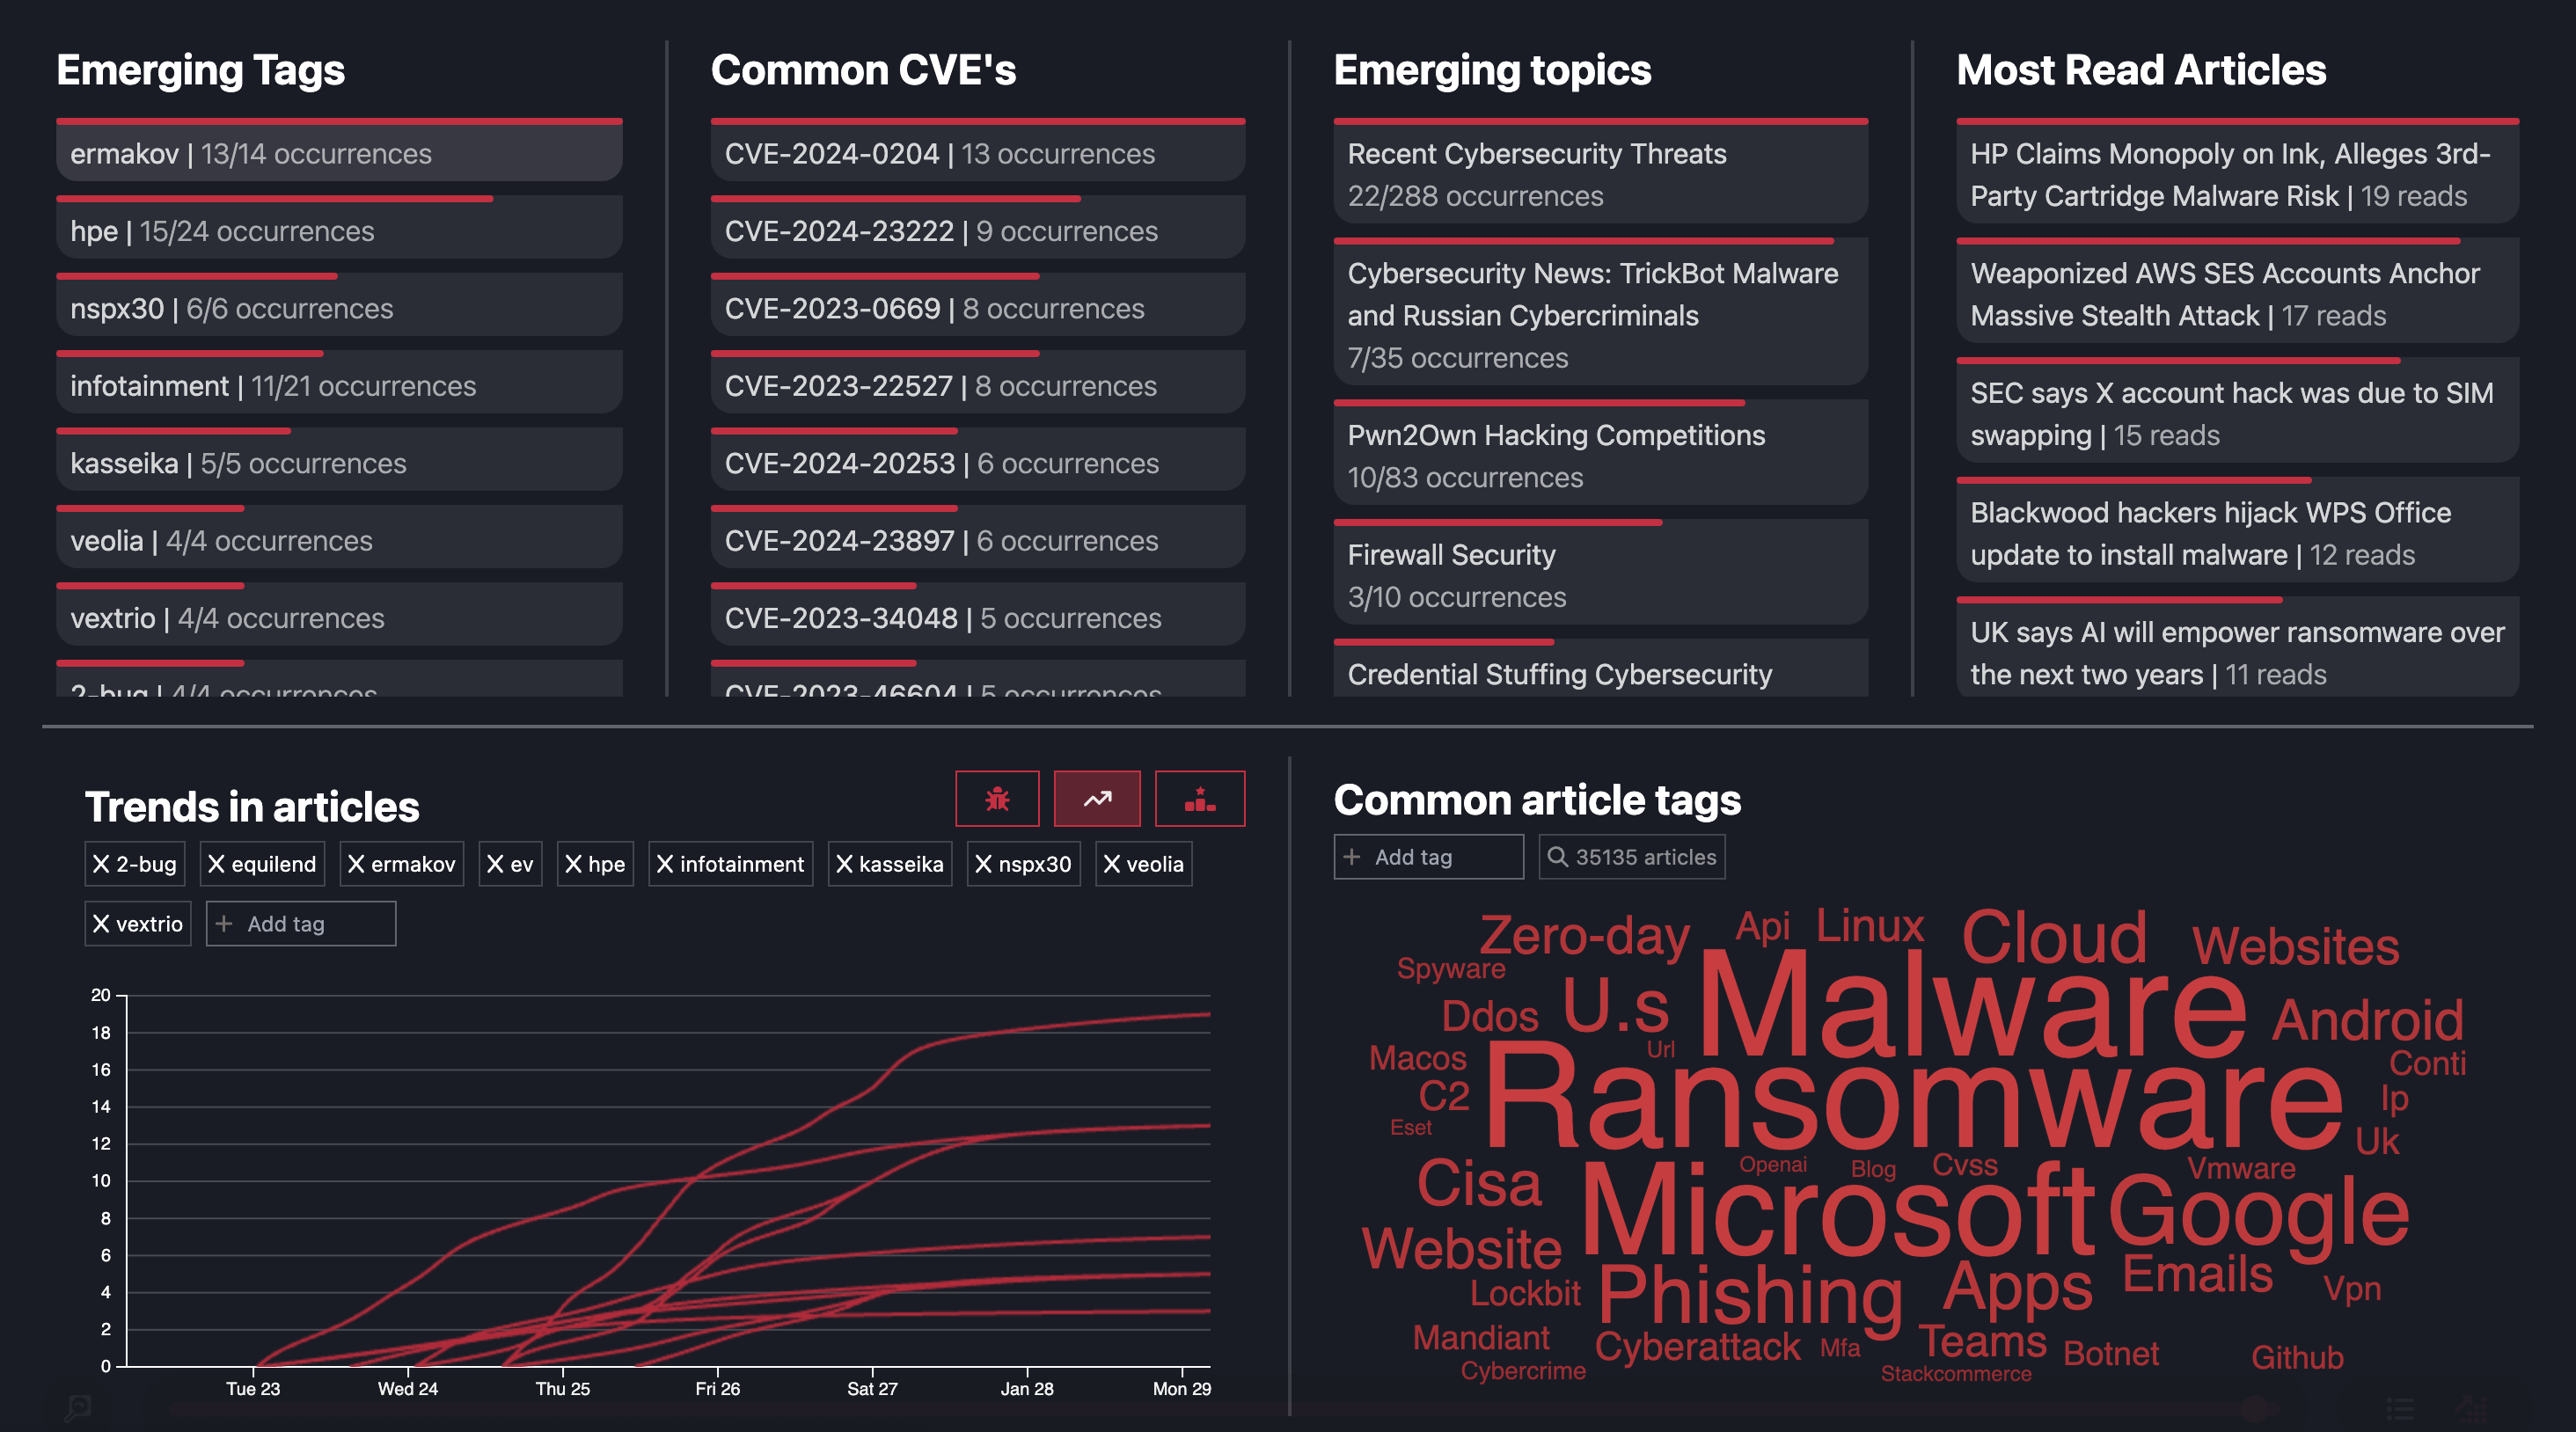 Emerging Tags
ermakov | 13/14 occurrences
hpe | 15/24 occurrences
nspx30 | 6/6 occurrences
infotainment | 11/21 occurrences
kasseika | 5/5 occurrences
veolia | 4/4 occurrences
vextrio | 4/4 occurrences
2-bug | 4/4 occurrences
Common CVE's
CVE-2024-0204 | 13 occurrences
CVE-2024-23222 | 9 occurrences
CVE-2023-0669 | 8 occurrences
CVE-2023-22527 | 8 occurrences
CVE-2024-20253 | 6 occurrences
CVE-2024-23897 | 6 occurrences
CVE-2023-34048 | 5 occurrences
CVE-2023-46604 | 5 occurrences
Emerging topics
Recent Cybersecurity Threats
22/288 occurrences
Cybersecurity News: TrickBot Malware
and Russian Cybercriminals
7/35 occurrences
Pwn2Own Hacking Competitions
10/83 occurrences
Firewall Security
3/10 occurrences
Credential Stuffing Cybersecurity
Most Read Articles
HP Claims Monopoly on Ink, Alleges 3rd-
Party Cartridge Malware Risk | 19 reads
Weaponized AWS SES Accounts Anchor
Massive Stealth Attack | 17 reads
SEC says X account hack was due to SIM
swapping | 15 reads
Blackwood hackers hijack WPS Office
update to install malware | 12 reads
UK says AI will empower ransomware over
the next two years | 11 reads
Trends in articles
X 2-bug X equilend X ermakov X ev X hpe X infotainment X kasseika X nspx30 X veolia
X vextrio + Add tag
20
18
16
14
12
10
8
6
4
2
0
Tue 23 Wed 24 Thu 25 Fri 26 Sat 27 Jan 28 Mon 29
Common article tags
+ Add tag 35135 articles
Zero-day Api Linux Cloud Websites
Spyware
Ddos U.s Malware Android
Macos Url Conti
C2 Ransomware Ip
Eset Uk
Cisa Openai Blog Cvss Vmware
Website Microsoft Google
Lockbit Phishing Apps Emails Vpn
Mandiant Cyberattack Mfa Teams Botnet Github
Cybercrime Stackcommerce